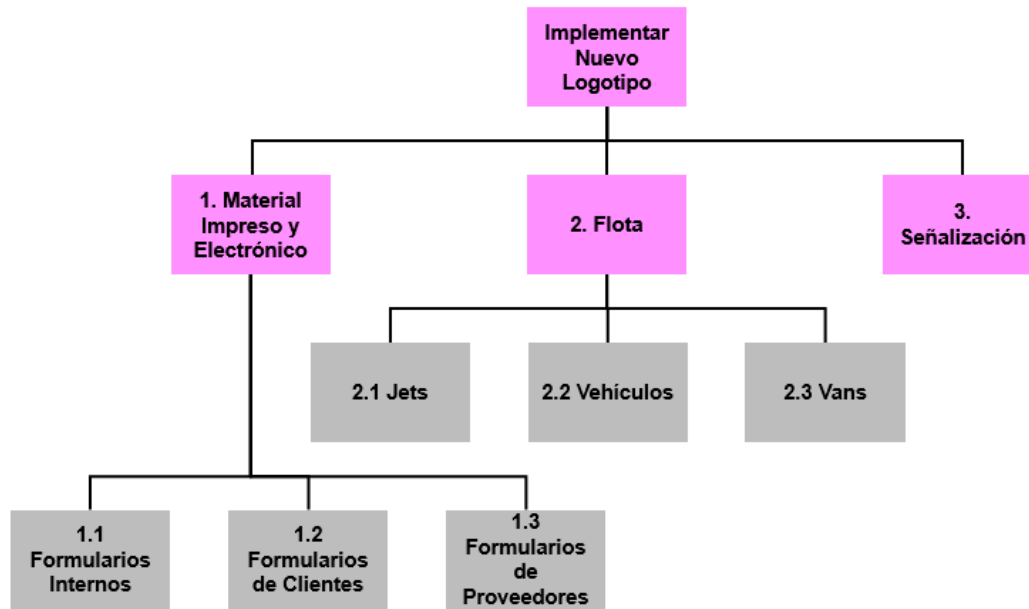 Implementar
Nuevo
Logotipo
1. Material
Impreso y
Electrónico
2. Flota
3.
Señalización
2.1 Jets
2.2 Vehículos
2.3 Vans
1.1
Formularios
Internos
1.2
Formularios
de Clientes
1.3
Formularios
de
Proveedores